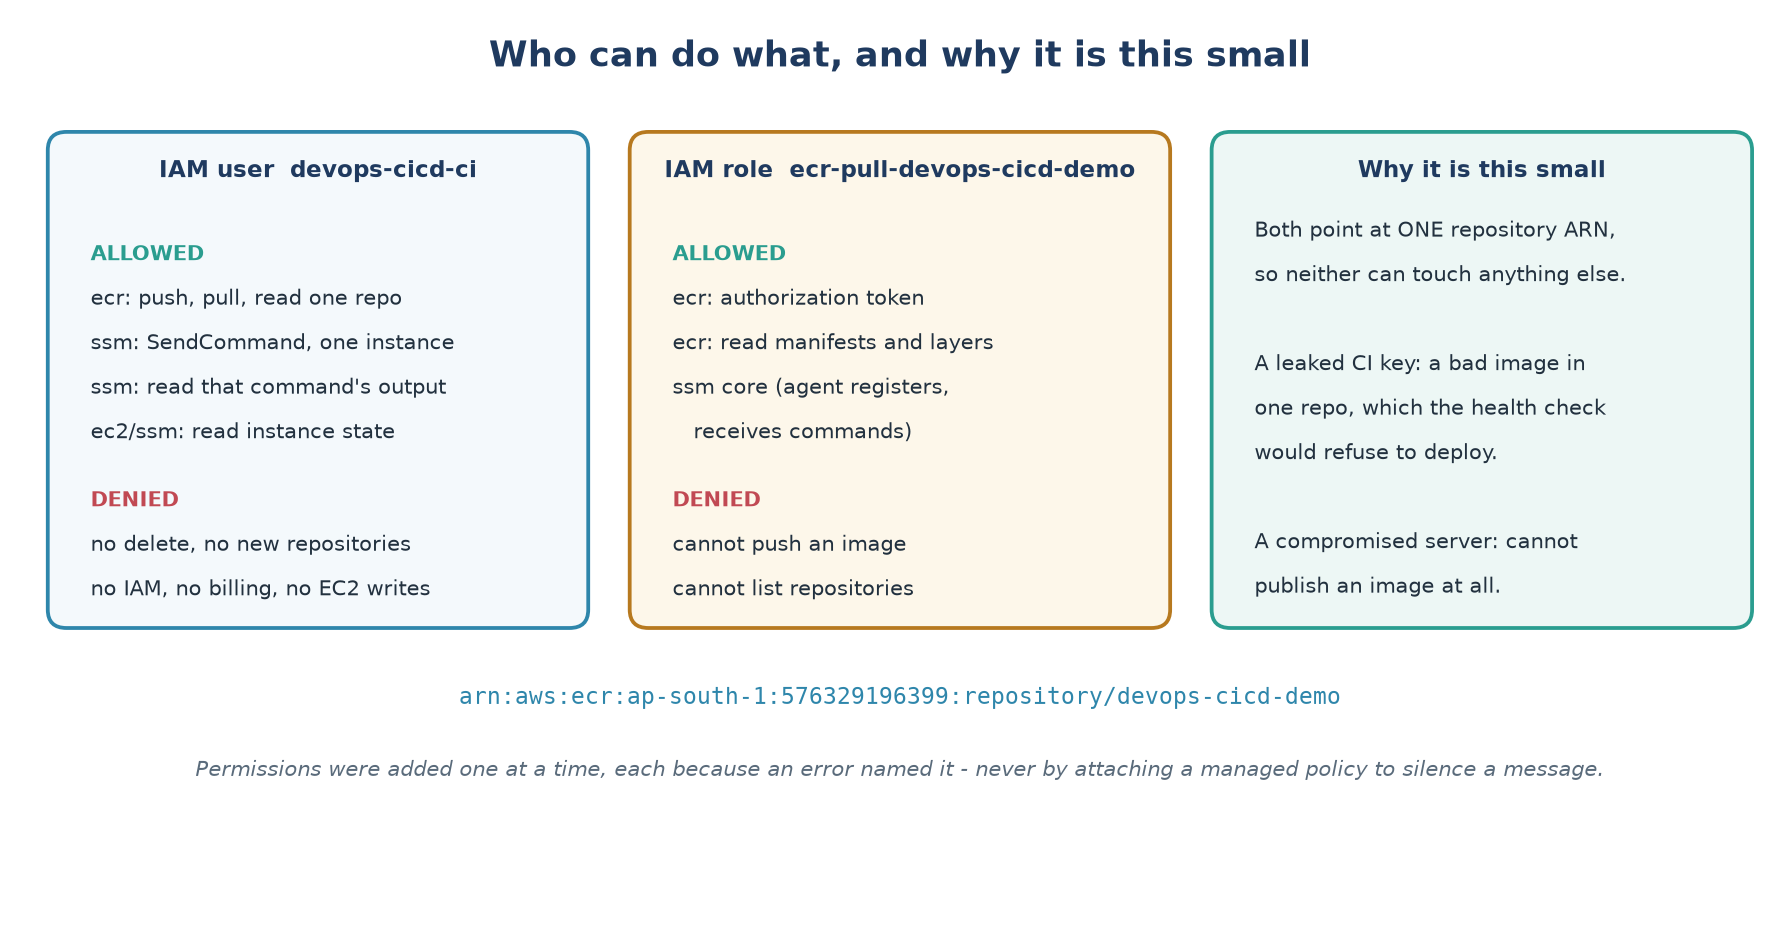 Who can do what, and why it is this small
IAM user  devops-cicd-ci
ALLOWED
ecr: push, pull, read one repo
ssm: SendCommand, one instance
ssm: read that command's output
ec2/ssm: read instance state
DENIED
no delete, no new repositories
no IAM, no billing, no EC2 writes
IAM role  ecr-pull-devops-cicd-demo
ALLOWED
ecr: authorization token
ecr: read manifests and layers
ssm core (agent registers,
receives commands)
DENIED
cannot push an image
cannot list repositories
Why it is this small
Both point at ONE repository ARN,
so neither can touch anything else.
A leaked CI key: a bad image in
one repo, which the health check
would refuse to deploy.
A compromised server: cannot
publish an image at all.
arn:aws:ecr:ap-south-1:576329196399:repository/devops-cicd-demo
Permissions were added one at a time, each because an error named it - never by attaching a managed policy to silence a message.